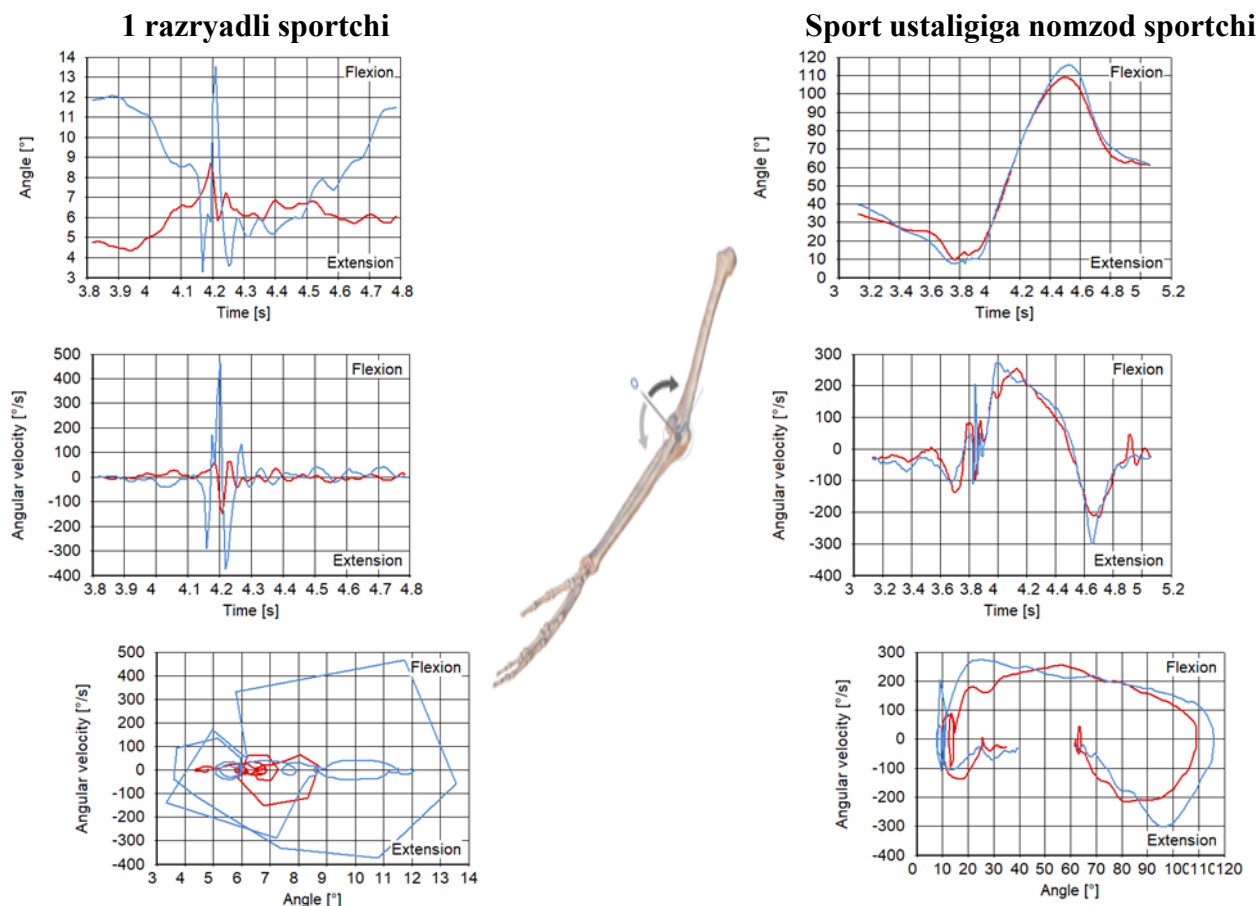 1 razryadli sportchi
Sport ustaligiga nomzod sportchi
14
13
12
11
10
9
8
7
6
5
4
3
Angle [°]
Flexion
Extension
3.8 3.9 4 4.1 4.2 4.3 4.4 4.5 4.6 4.7 4.8
Time [s]
120
110
100
90
80
70
60
50
40
30
20
10
0
Angle [°]
Flexion
Extension
3 3.2 3.4 3.6 3.8 4 4.2 4.4 4.6 4.8 5 5.2
Time [s]
0
500
400
300
200
100
0
-100
-200
-300
-400
Angular velocity [°/s]
Flexion
Extension
3.8 3.9 4 4.1 4.2 4.3 4.4 4.5 4.6 4.7 4.8
Time [s]
300
200
100
0
-100
-200
-300
-400
Angular velocity [°/s]
Flexion
Extension
3 3.2 3.4 3.6 3.8 4 4.2 4.4 4.6 4.8 5 5.2
Time [s]
500
400
300
200
100
0
-100
-200
-300
-400
Angular velocity [°/s]
Flexion
Extension
3 4 5 6 7 8 9 10 11 12 13 14
Angle [°]
300
200
100
0
-100
-200
-300
-400
Angular velocity [°/s]
Flexion
Extension
0 10 20 30 40 50 60 70 80 90 100 110 120
Angle [°]